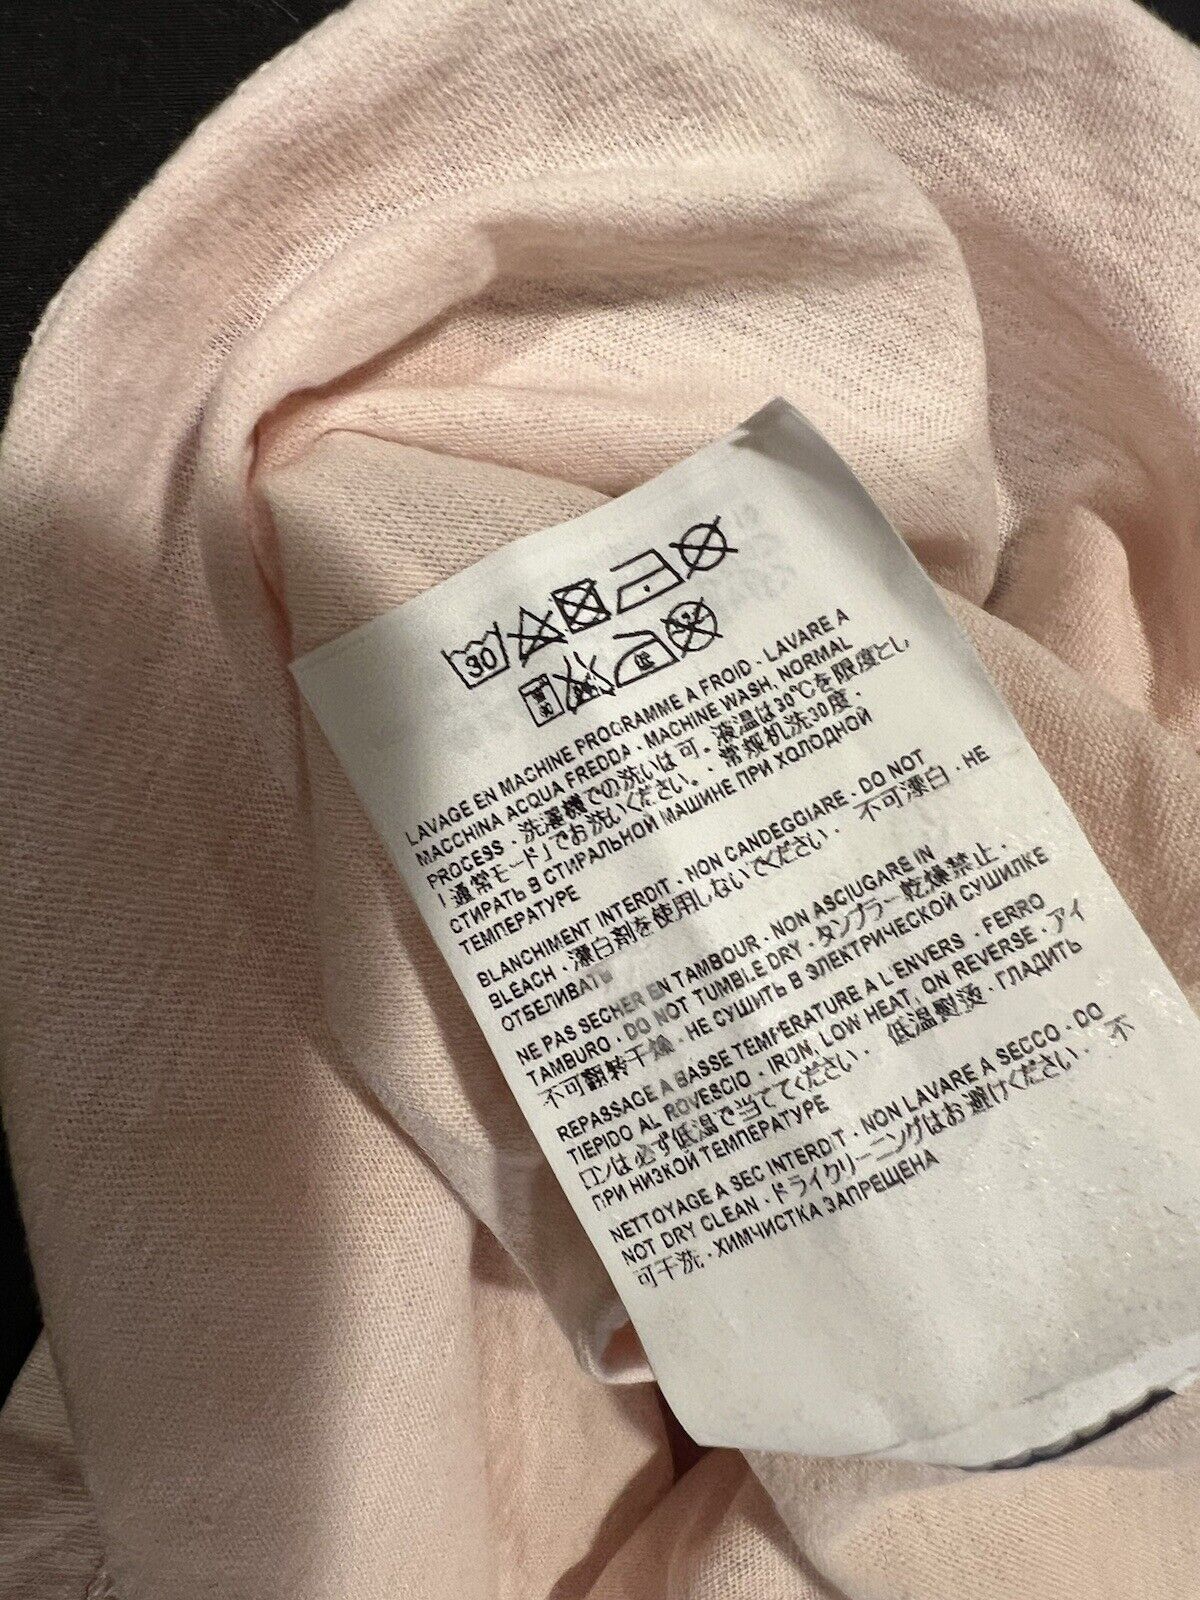 30
LAVAGE EN MACHINE PROGRAMME A FROID - LAVARE A
MACCHINA ACQUA FREDDA - MACHINE WASH, NORMAL
PROCESS - 洗濯機での洗いは可。液温は30℃を限度とし
「通常モード」でお洗いください。- 常规机洗30度 -
СТИРАТЬ В СТИРАЛЬНОЙ МАШИНЕ ПРИ ХОЛОДНОЙ
ТЕМПЕРАТУРЕ
BLANCHIMENT INTERDIT - NON CANDEGGIARE - DO NOT
BLEACH - 漂白剤を使用しないでください - 不可漂白 - НЕ
ОТБЕЛИВАТЬ
NE PAS SECHER EN TAMBOUR - NON ASCIUGARE IN
TAMBURO - DO NOT TUMBLE DRY - タンブラー乾燥禁止 -
不可翻转干燥 - НЕ СУШИТЬ В ЭЛЕКТРИЧЕСКОЙ СУШИЛКЕ
REPASSAGE A BASSE TEMPERATURE A L'ENVERS - FERRO
TIEPIDO AL ROVESCIO - IRON, LOW HEAT, ON REVERSE - アイ
ロンは必ず低温で当ててください - 低温熨烫 - ГЛАДИТЬ
ПРИ НИЗКОЙ ТЕМПЕРАТУРЕ
NETTOYAGE A SEC INTERDIT - NON LAVARE A SECCO - DO
NOT DRY CLEAN - ドライクリーニングはお避けください - 不
可干洗 - ХИМЧИСТКА ЗАПРЕЩЕНА